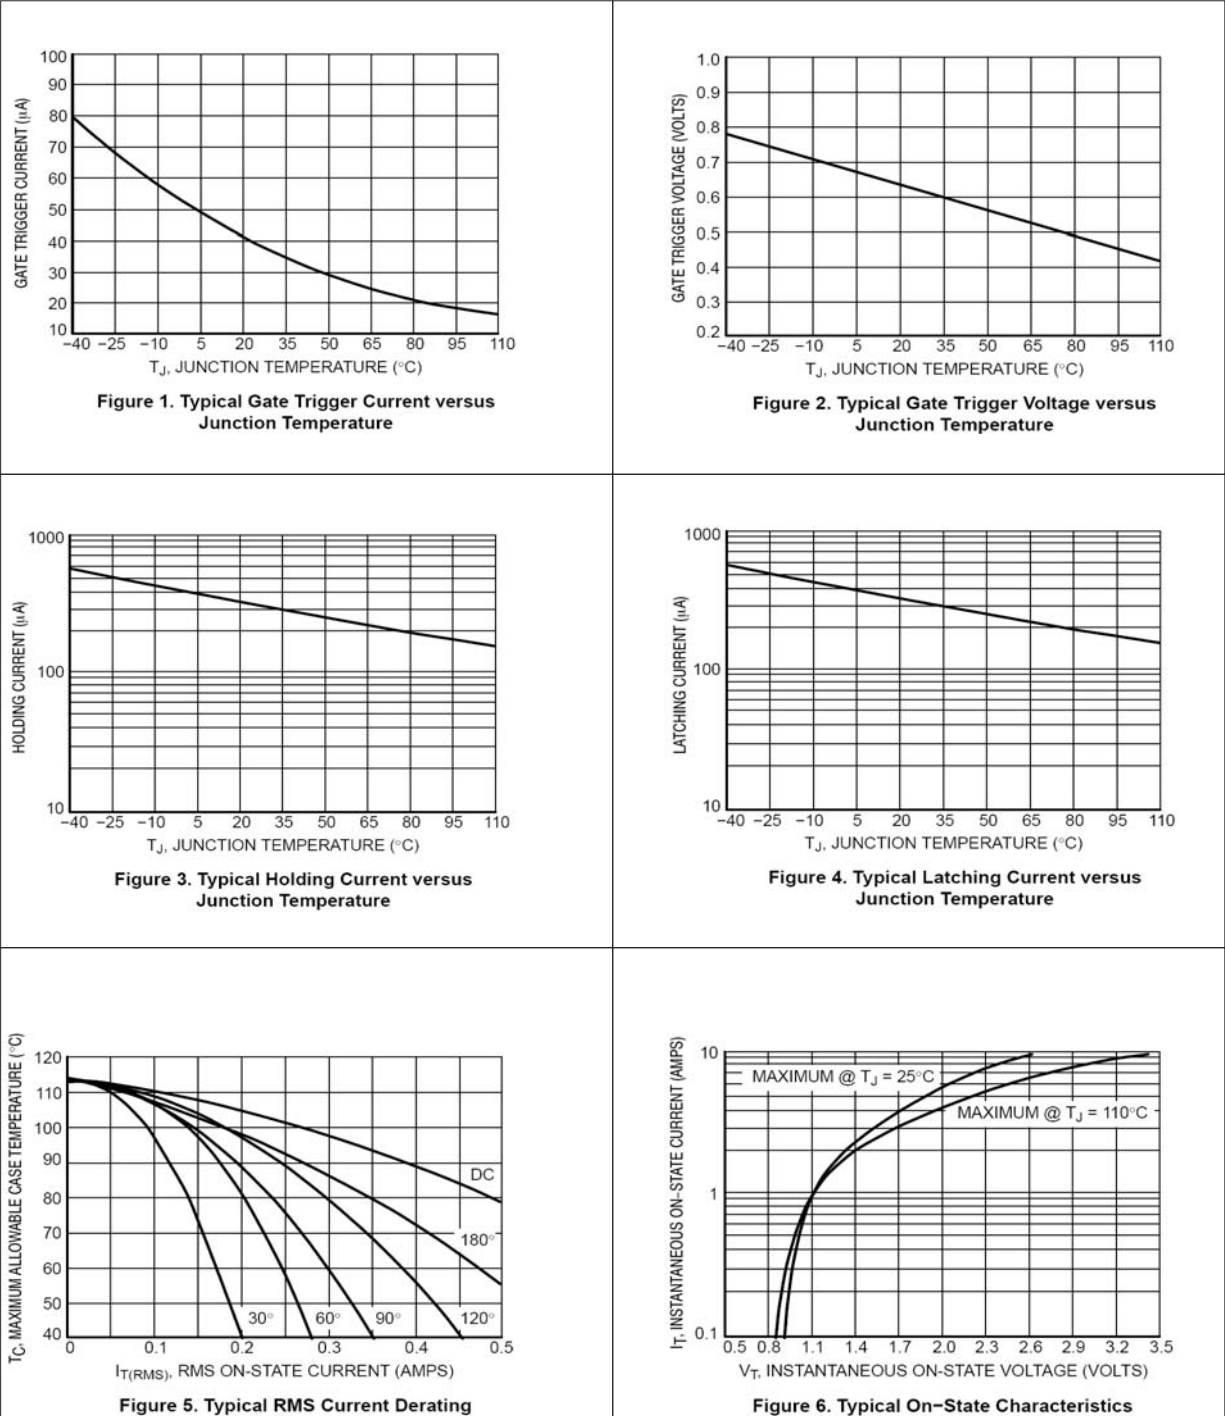 100
90
80
70
60
50
40
30
20
10
GATE TRIGGER CURRENT (µA)
−40 −25 −10 5 20 35 50 65 80 95 110
TJ, JUNCTION TEMPERATURE (°C)
Figure 1. Typical Gate Trigger Current versus
Junction Temperature
1.0
0.9
0.8
0.7
0.6
0.5
0.4
0.3
0.2
GATE TRIGGER VOLTAGE (VOLTS)
−40 −25 −10 5 20 35 50 65 80 95 110
TJ, JUNCTION TEMPERATURE (°C)
Figure 2. Typical Gate Trigger Voltage versus
Junction Temperature
1000
100
10
HOLDING CURRENT (µA)
−40 −25 −10 5 20 35 50 65 80 95 110
TJ, JUNCTION TEMPERATURE (°C)
Figure 3. Typical Holding Current versus
Junction Temperature
1000
100
10
LATCHING CURRENT (µA)
−40 −25 −10 5 20 35 50 65 80 95 110
TJ, JUNCTION TEMPERATURE (°C)
Figure 4. Typical Latching Current versus
Junction Temperature
120
110
100
90
80
70
60
50
40
TC, MAXIMUM ALLOWABLE CASE TEMPERATURE (°C)
DC
180°
30° 60° 90° 120°
0 0.1 0.2 0.3 0.4 0.5
IT(RMS), RMS ON-STATE CURRENT (AMPS)
Figure 5. Typical RMS Current Derating
10
1
0.1
IT, INSTANTANEOUS ON−STATE CURRENT (AMPS)
MAXIMUM @ TJ = 25°C
MAXIMUM @ TJ = 110°C
0.5 0.8 1.1 1.4 1.7 2.0 2.3 2.6 2.9 3.2 3.5
VT, INSTANTANEOUS ON-STATE VOLTAGE (VOLTS)
Figure 6. Typical On−State Characteristics